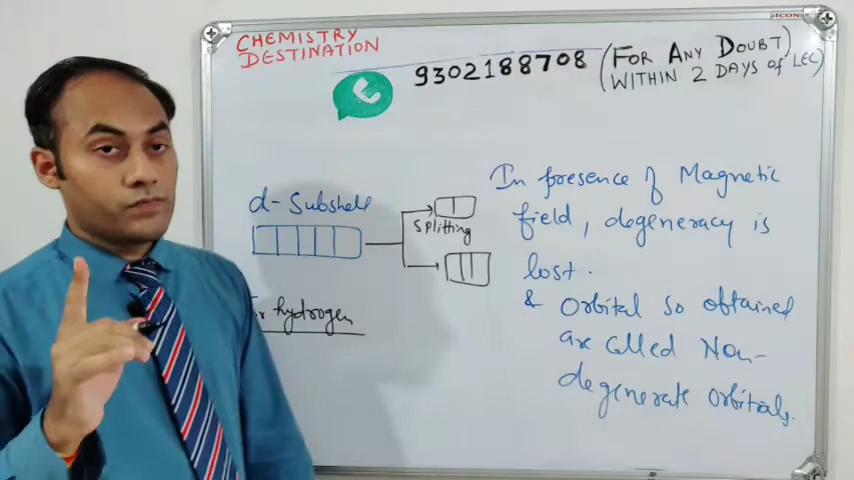 CHEMISTRY
DESTINATION
9302188708 (FOR ANY DOUBT)
WITHIN 2 DAYS of LEC)
ICON
d-Subshell
Splitting
In presence of Magnetic
field, degeneracy is
lost.
& Orbital so obtained
are called Non-
degenerate Orbitals.
hydrogen